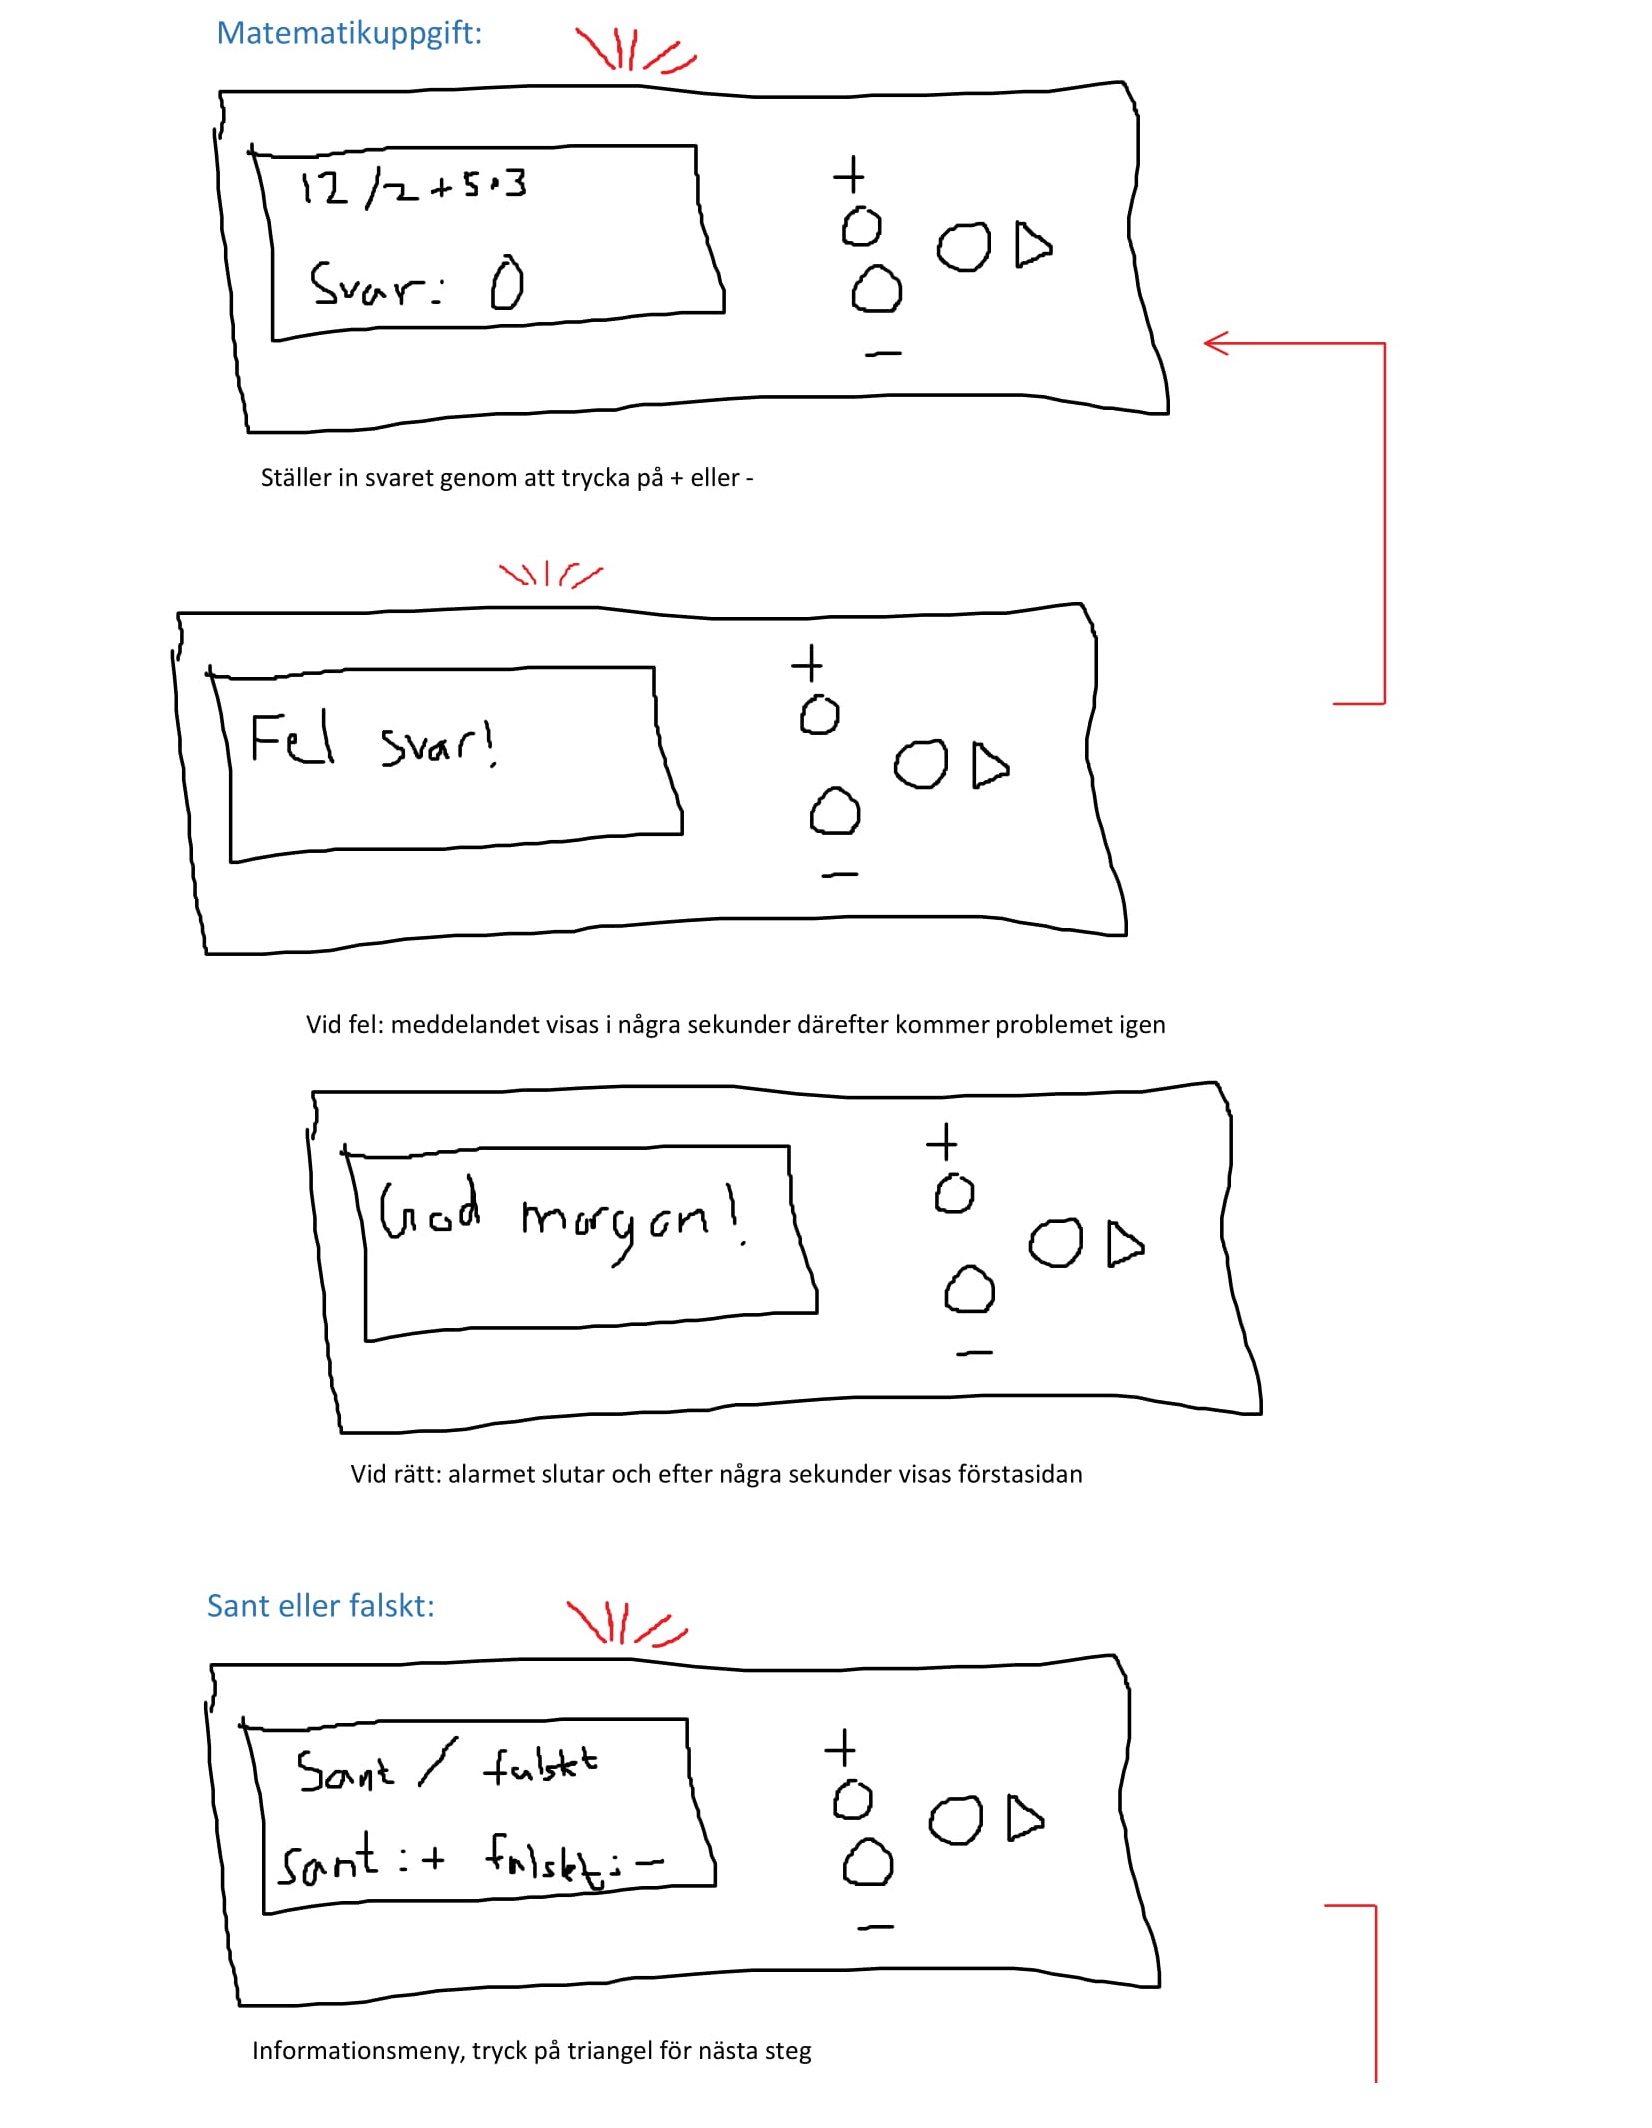 Matematikuppgift:
12/2+5·3
Svar: 0
+
-
Ställer in svaret genom att trycka på + eller -
Fel svar!
+
-
Vid fel: meddelandet visas i några sekunder därefter kommer problemet igen
God morgon!
+
-
Vid rätt: alarmet slutar och efter några sekunder visas förstasidan
Sant eller falskt:
Sant / falskt
Sant:+ falskt:-
+
-
Informationsmeny, tryck på triangel för nästa steg